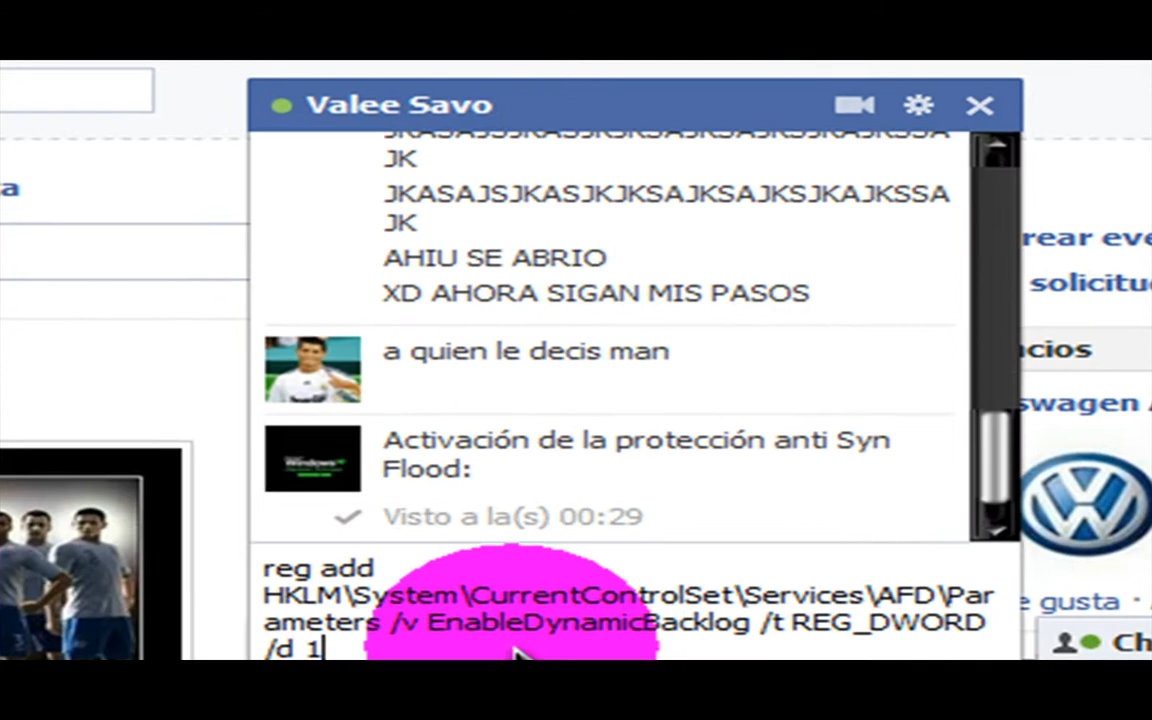 Valee Savo
JKASAJSJKASJKJKSAJKSAJKSJKAJKSSA
JK
JKASAJSJKASJKJKSAJKSAJKSJKAJKSSA
JK
AHIU SE ABRIO
XD AHORA SIGAN MIS PASOS
a quien le decis man
Activación de la protección anti Syn
Flood:
Visto a la(s) 00:29
reg add
HKLM\System\CurrentControlSet\Services\AFD\Par
ameters /v EnableDynamicBacklog /t REG_DWORD
/d 1
a
rear eve
solicitu
cios
swagen
e gusta ·
Ch